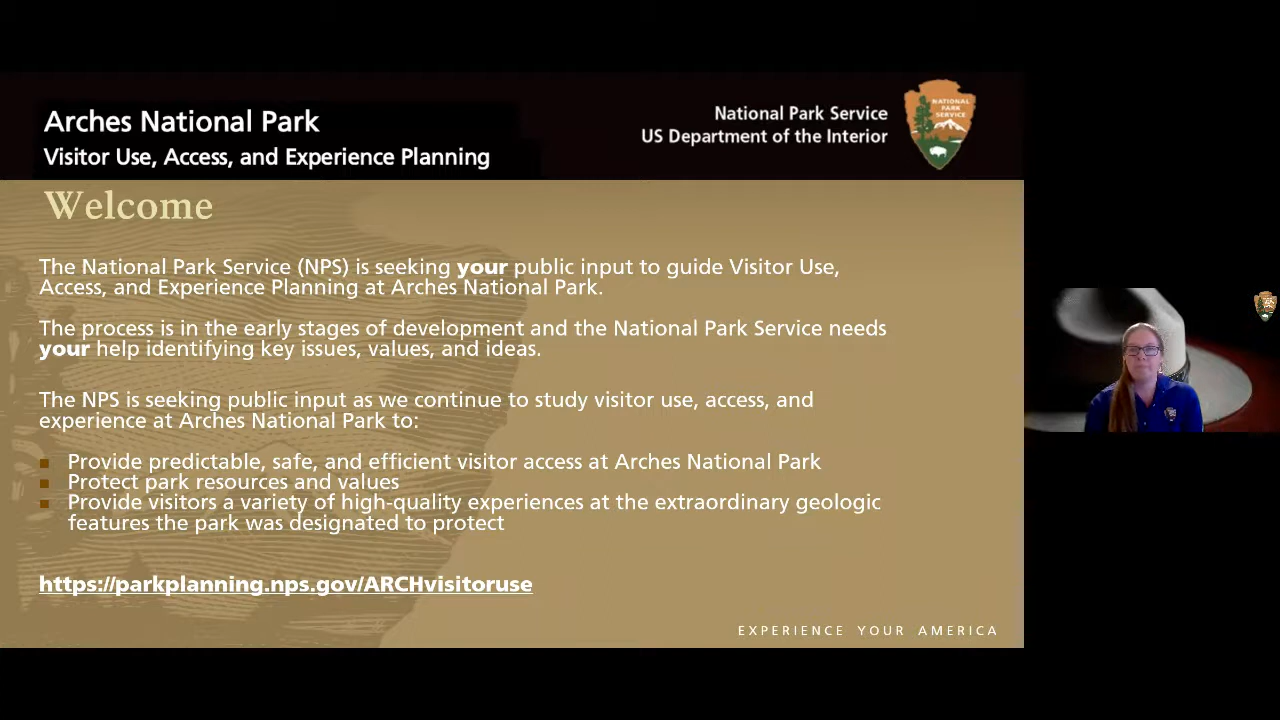 Arches National Park
Visitor Use, Access, and Experience Planning
National Park Service
US Department of the Interior
NATIONAL
PARK
SERVICE
Welcome
The National Park Service (NPS) is seeking your public input to guide Visitor Use,
Access, and Experience Planning at Arches National Park.
The process is in the early stages of development and the National Park Service needs
your help identifying key issues, values, and ideas.
The NPS is seeking public input as we continue to study visitor use, access, and
experience at Arches National Park to:
Provide predictable, safe, and efficient visitor access at Arches National Park
Protect park resources and values
Provide visitors a variety of high-quality experiences at the extraordinary geologic
features the park was designated to protect
https://parkplanning.nps.gov/ARCHvisitoruse
EXPERIENCE YOUR AMERICA